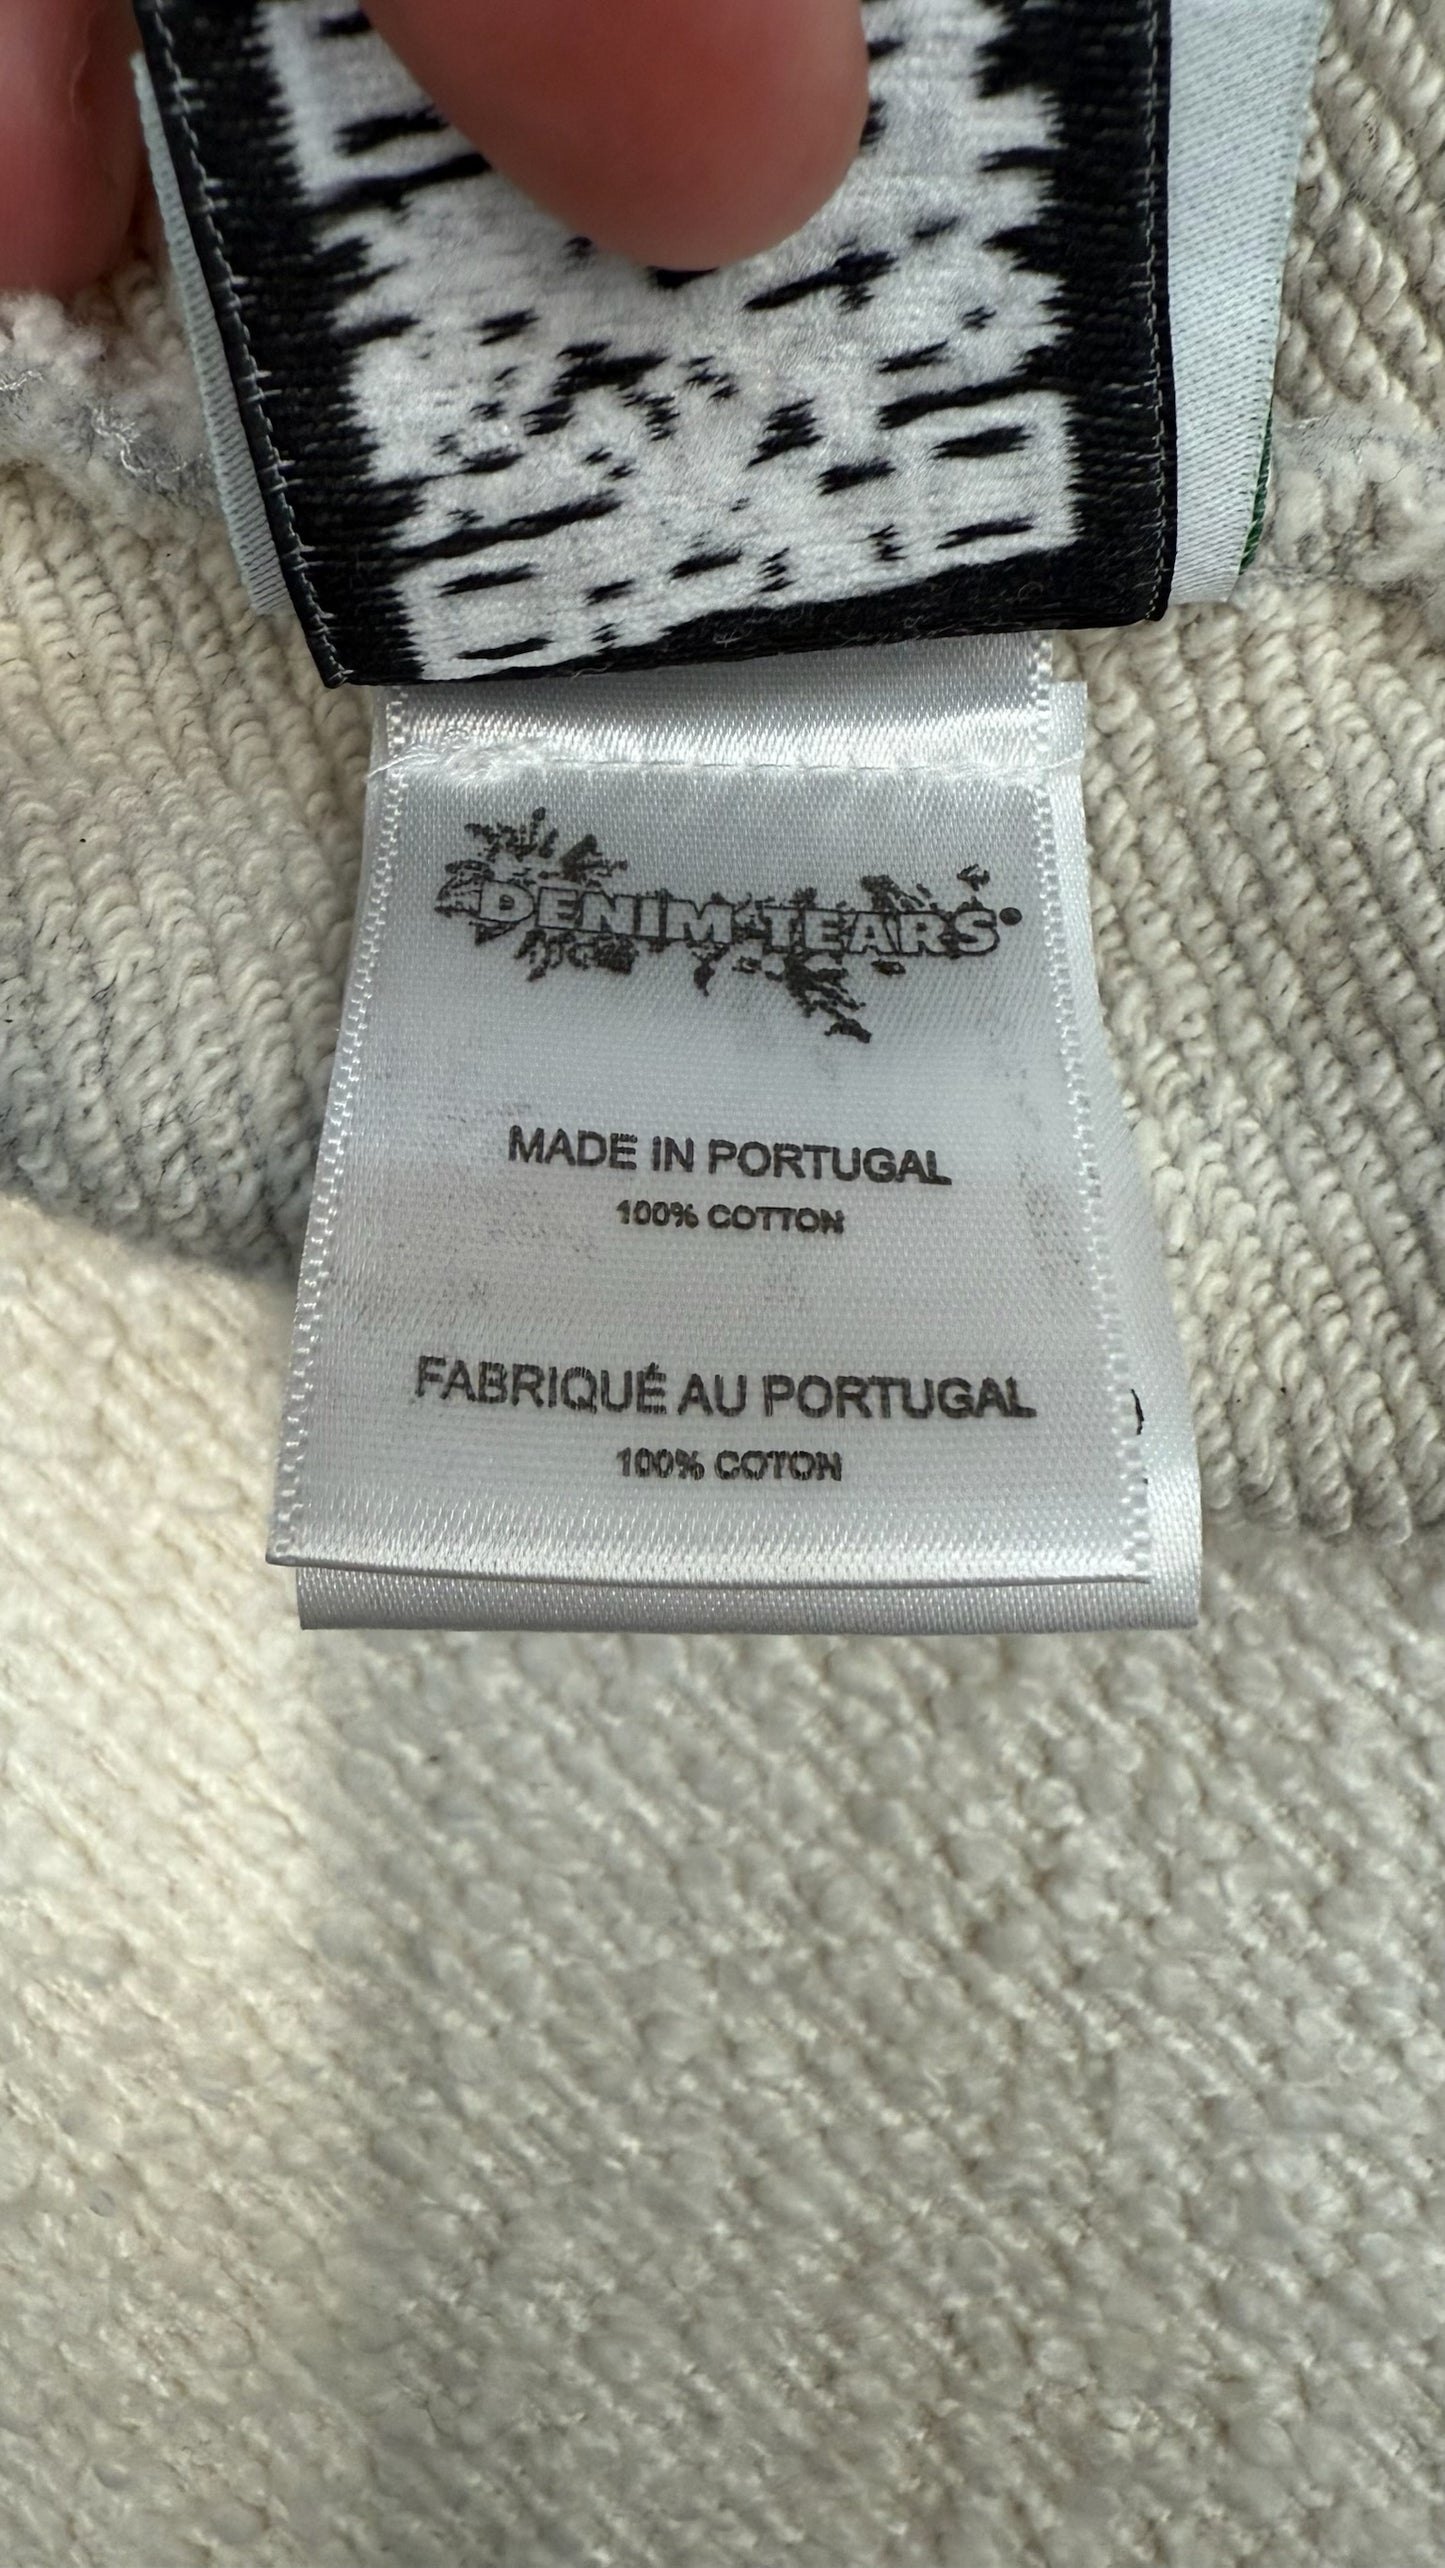 DENIM TEARS
MADE IN PORTUGAL
100% COTTON
FABRIQUÉ AU PORTUGAL
100% COTON